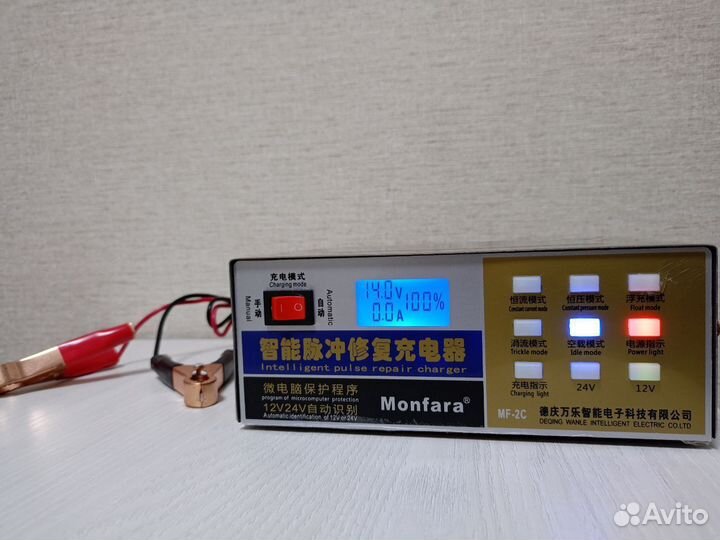 充电模式
Charging mode
手动
Manual
自动
Automatic
14.0V
0.0A
100%
智能脉冲修复充电器
Intelligent pulse repair charger
微电脑保护程序
program of microcomputer protection
12V24V自动识别
Automatic identification of 12V or 24V
Monfara®
恒流模式
Constant current mode
恒压模式
Constant pressure mode
浮充模式
Float mode
涓流模式
Trickle mode
空载模式
Idle mode
电源指示
Power light
充电指示
Charging light
24V
12V
MF-2C
德庆万乐智能电子科技有限公司
DEQING WANLE INTELLIGENT ELECTRIC CO.LTD
Avito